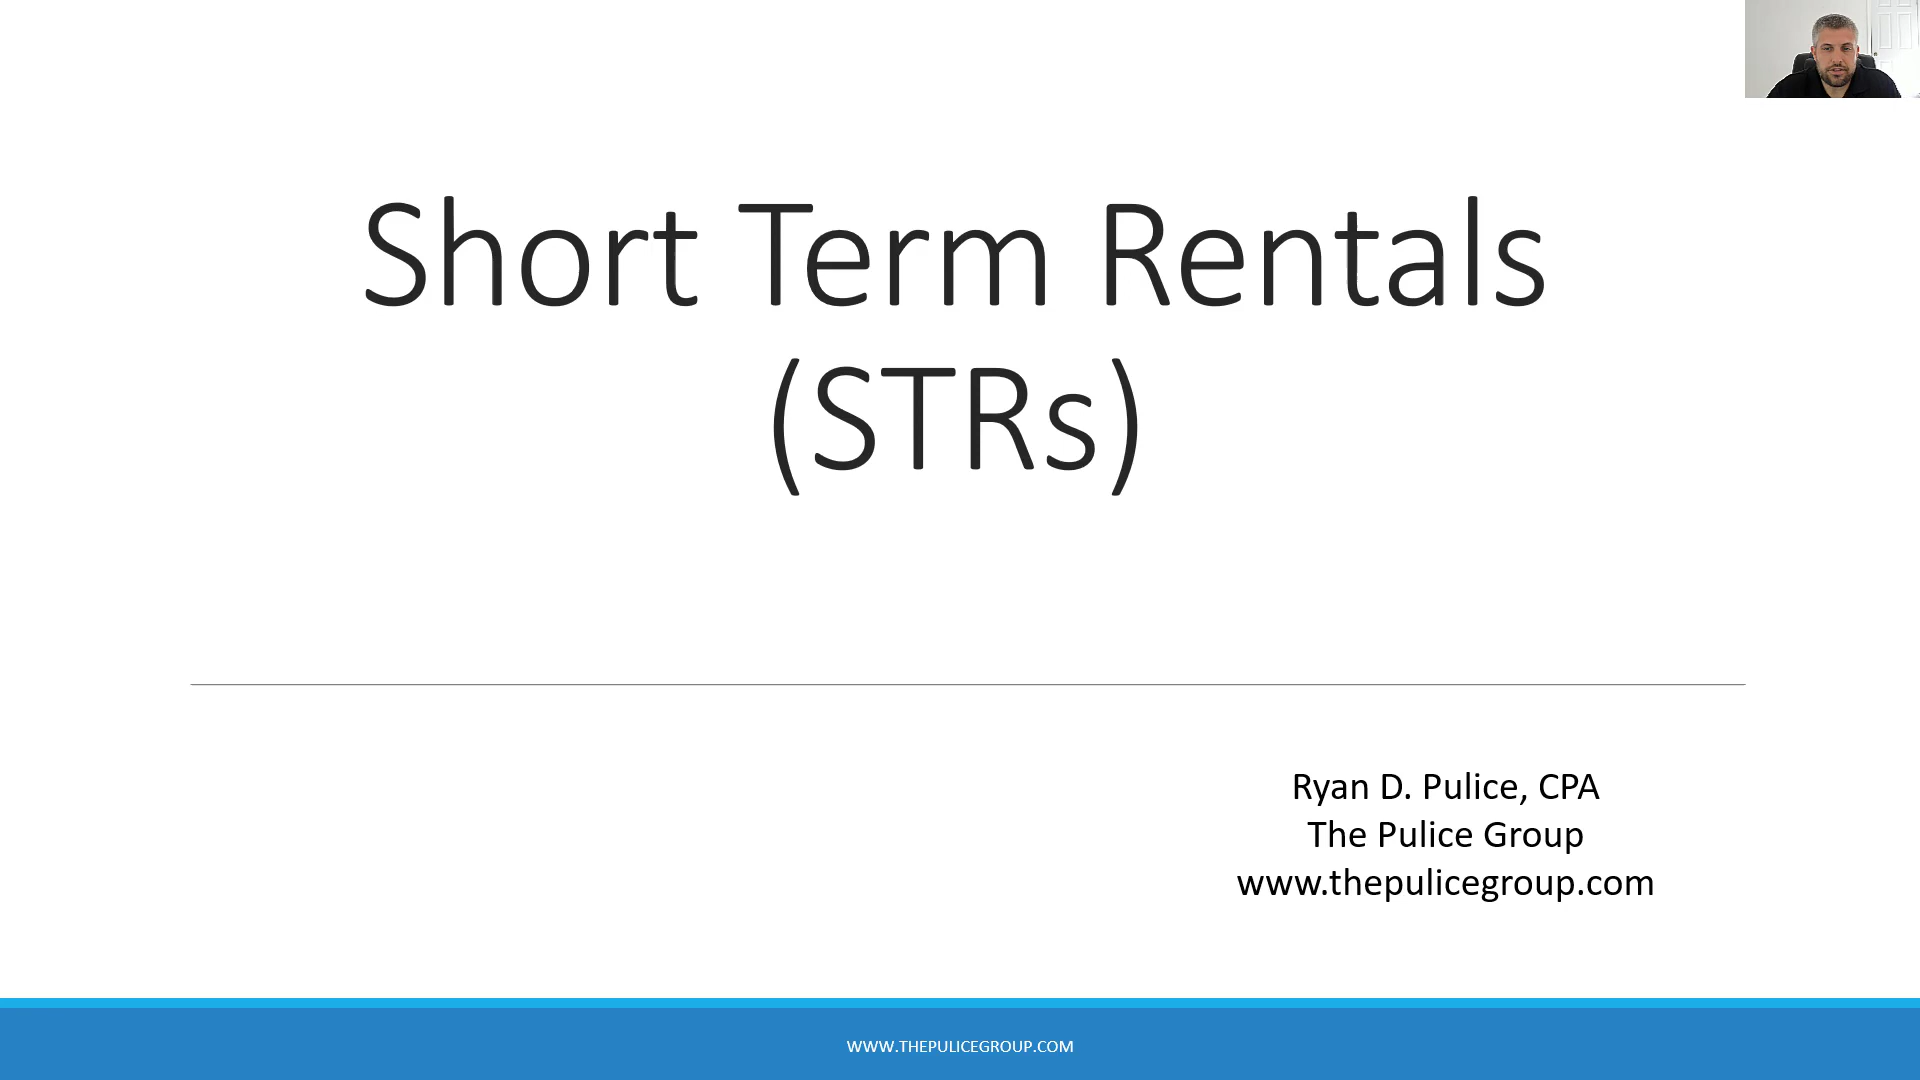 Short Term Rentals
(STRs)
Ryan D. Pulice, CPA
The Pulice Group
www.thepulicegroup.com
WWW.THEPULICEGROUP.COM